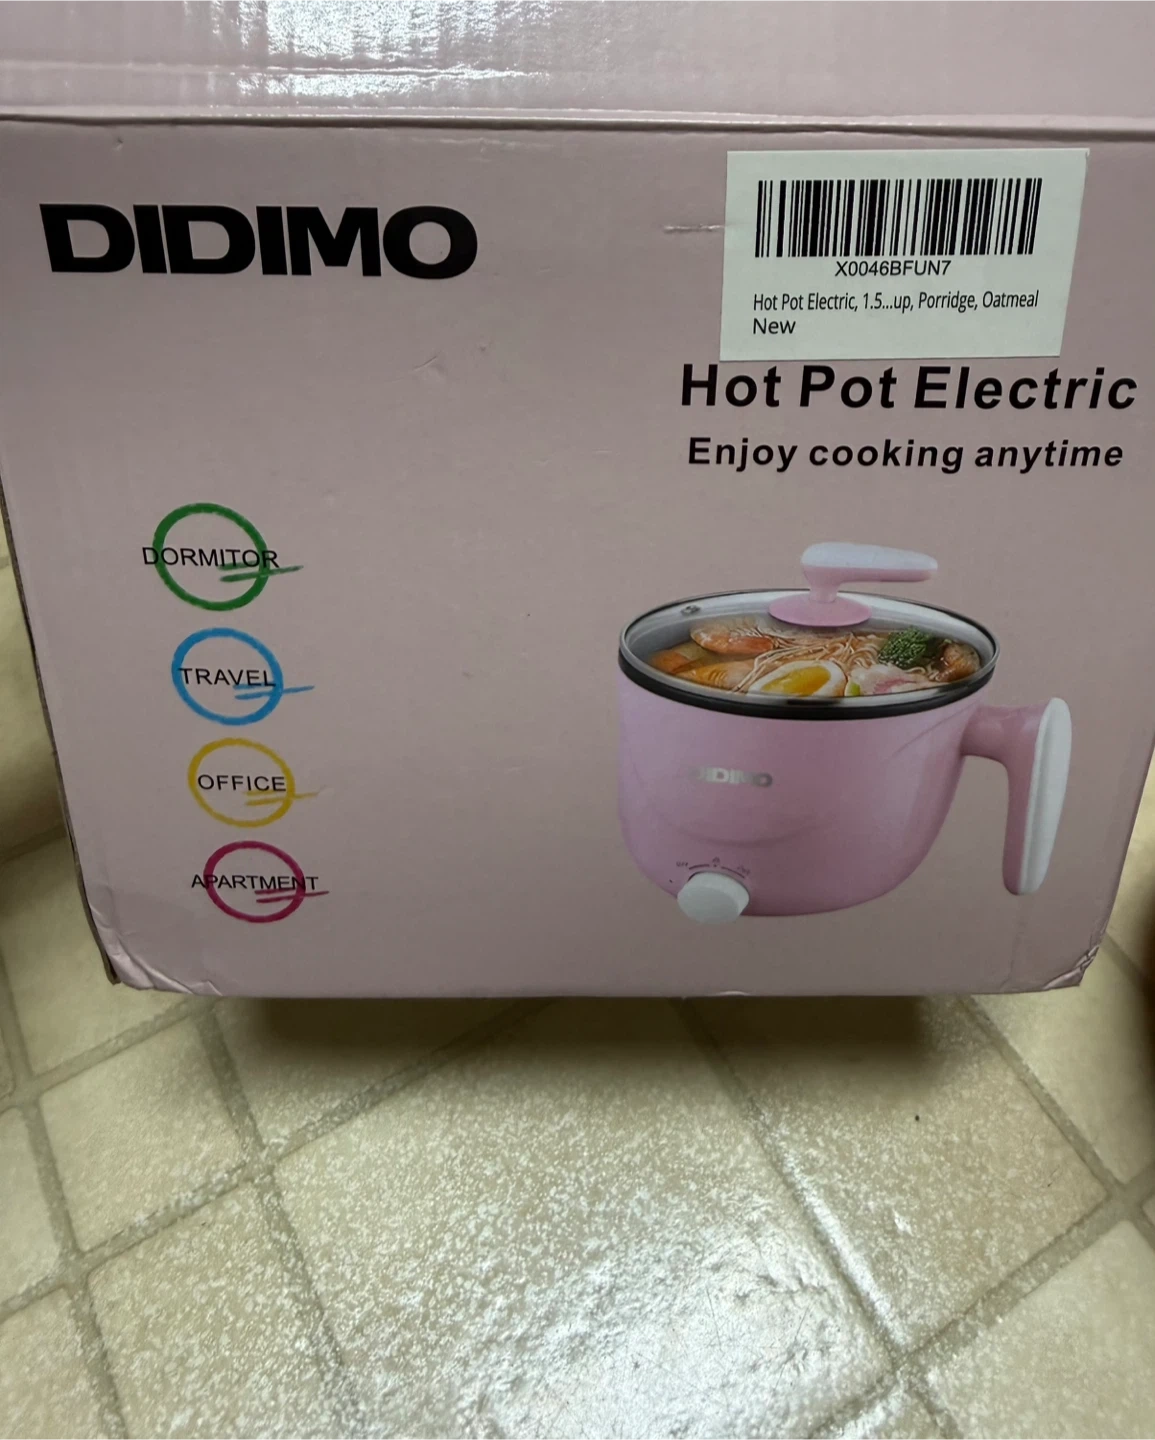 DIDIMO
X0046BFUN7
Hot Pot Electric, 1.5...up, Porridge, Oatmeal
New
Hot Pot Electric
Enjoy cooking anytime
DORMITOR
TRAVEL
OFFICE
APARTMENT
DIDIMO
OFF